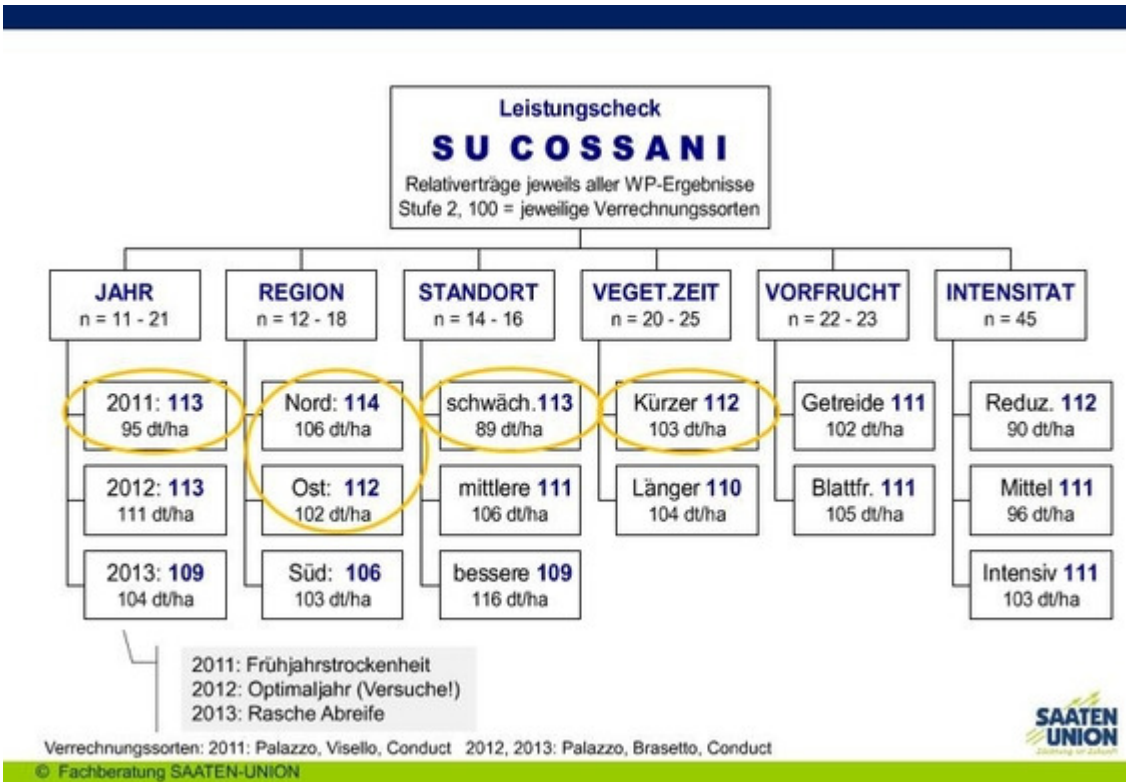 Leistungscheck
SU COSSANI
Relativerträge jeweils aller WP-Ergebnisse
Stufe 2, 100 = jeweilige Verrechnungssorten
JAHR
n = 11 - 21
2011: 113
95 dt/ha
2012: 113
111 dt/ha
2013: 109
104 dt/ha
REGION
n = 12 - 18
Nord: 114
106 dt/ha
Ost: 112
102 dt/ha
Süd: 106
103 dt/ha
STANDORT
n = 14 - 16
schwäch.113
89 dt/ha
mittlere 111
106 dt/ha
bessere 109
116 dt/ha
VEGET.ZEIT
n = 20 - 25
Kürzer 112
103 dt/ha
Länger 110
104 dt/ha
VORFRUCHT
n = 22 - 23
Getreide 111
102 dt/ha
Blattfr. 111
105 dt/ha
INTENSITÄT
n = 45
Reduz. 112
90 dt/ha
Mittel 111
96 dt/ha
Intensiv 111
103 dt/ha
2011: Frühjahrstrockenheit
2012: Optimaljahr (Versuche!)
2013: Rasche Abreife
SAATEN
UNION
Züchtung ist Zukunft
Verrechnungssorten: 2011: Palazzo, Visello, Conduct 2012, 2013: Palazzo, Brasetto, Conduct
© Fachberatung SAATEN-UNION